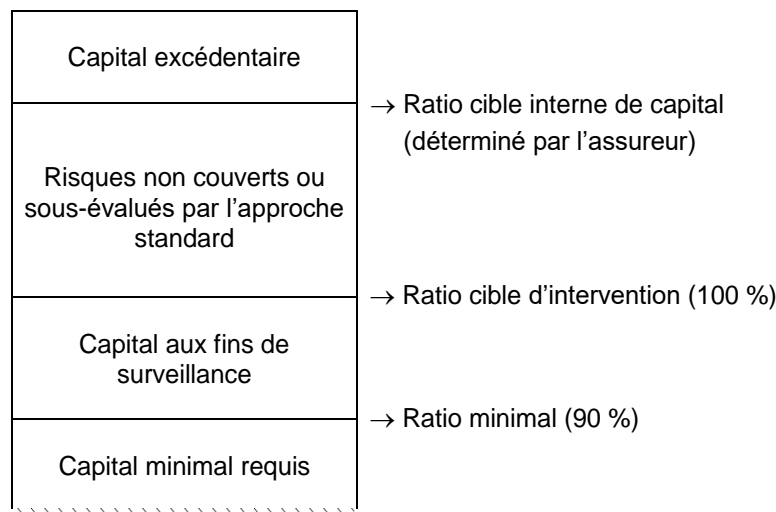 Capital excédentaire
→ Ratio cible interne de capital
(déterminé par l'assureur)
Risques non couverts ou
sous-évalués par l'approche
standard
→ Ratio cible d'intervention (100 %)
Capital aux fins de
surveillance
→ Ratio minimal (90 %)
Capital minimal requis